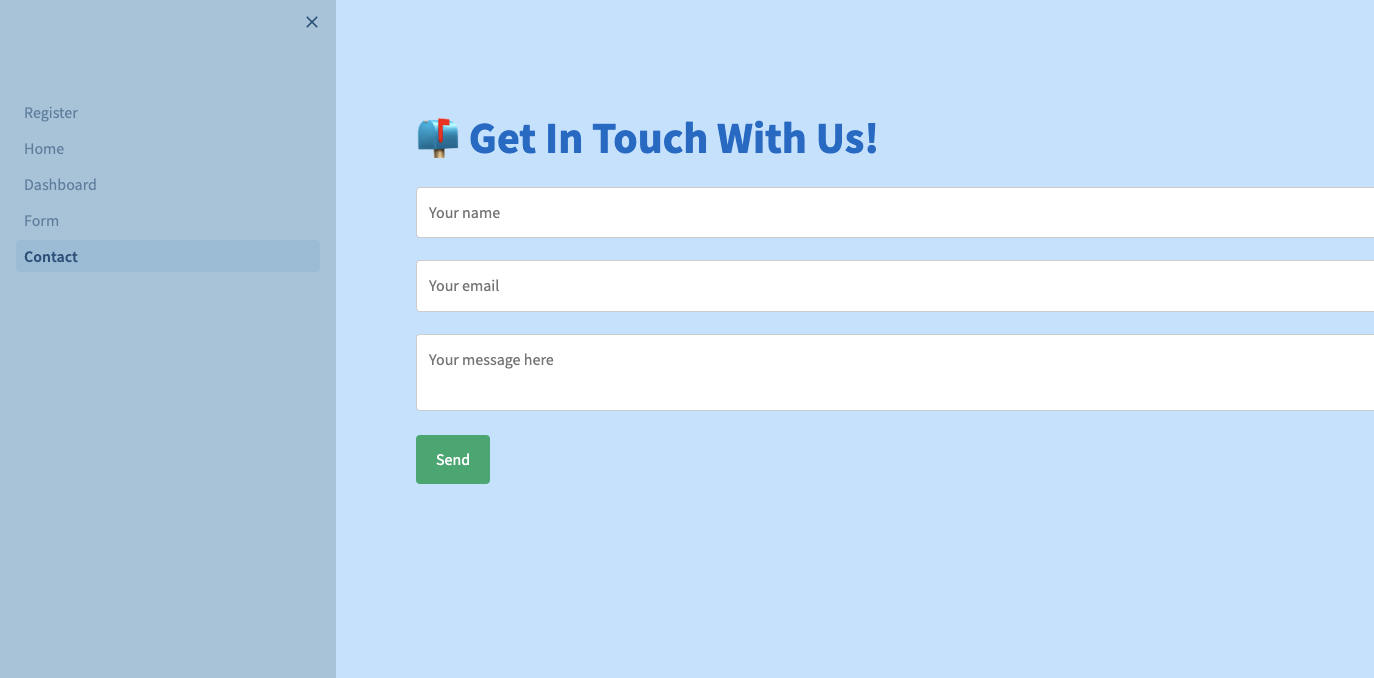 Register
Home
Dashboard
Form
Contact
Get In Touch With Us!
Your name
Your email
Your message here
Send